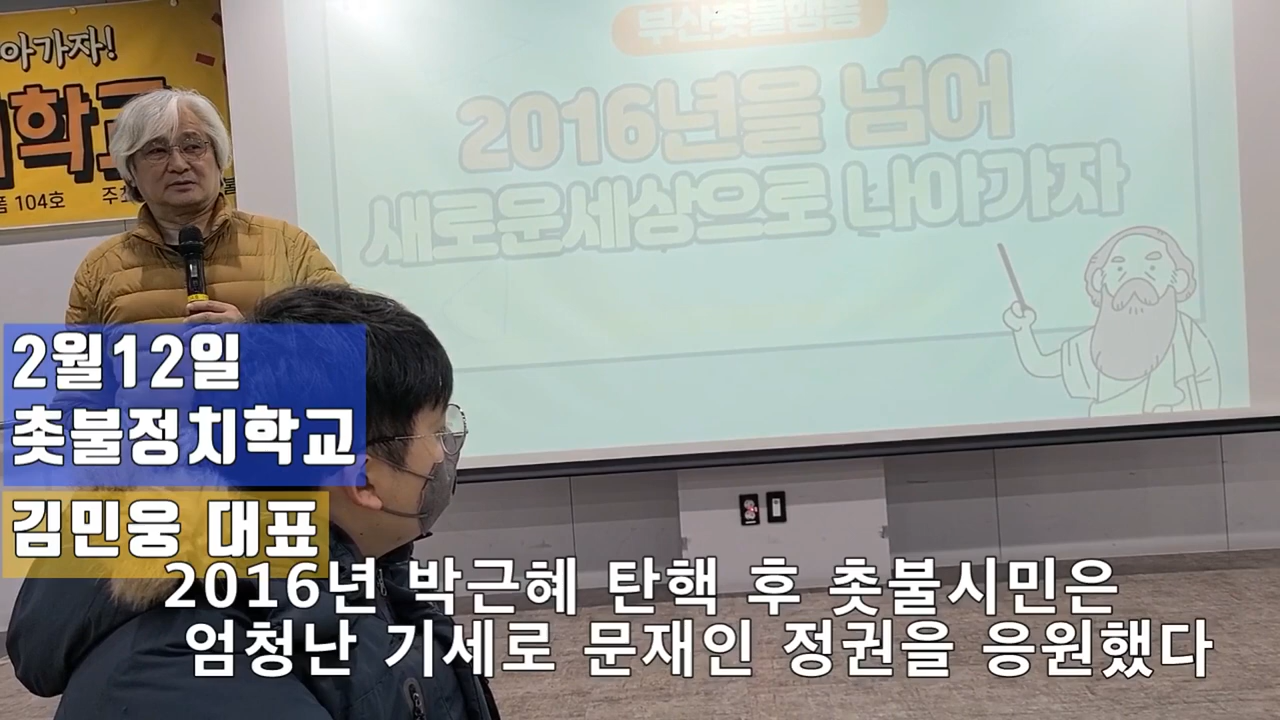 아가자!
학교
104호
부산촛불행동
2016년을 넘어
새로운세상으로 나아가자
2월12일
촛불정치학교
김민웅 대표
2016년 박근혜 탄핵 후 촛불시민은
엄청난 기세로 문재인 정권을 응원했다